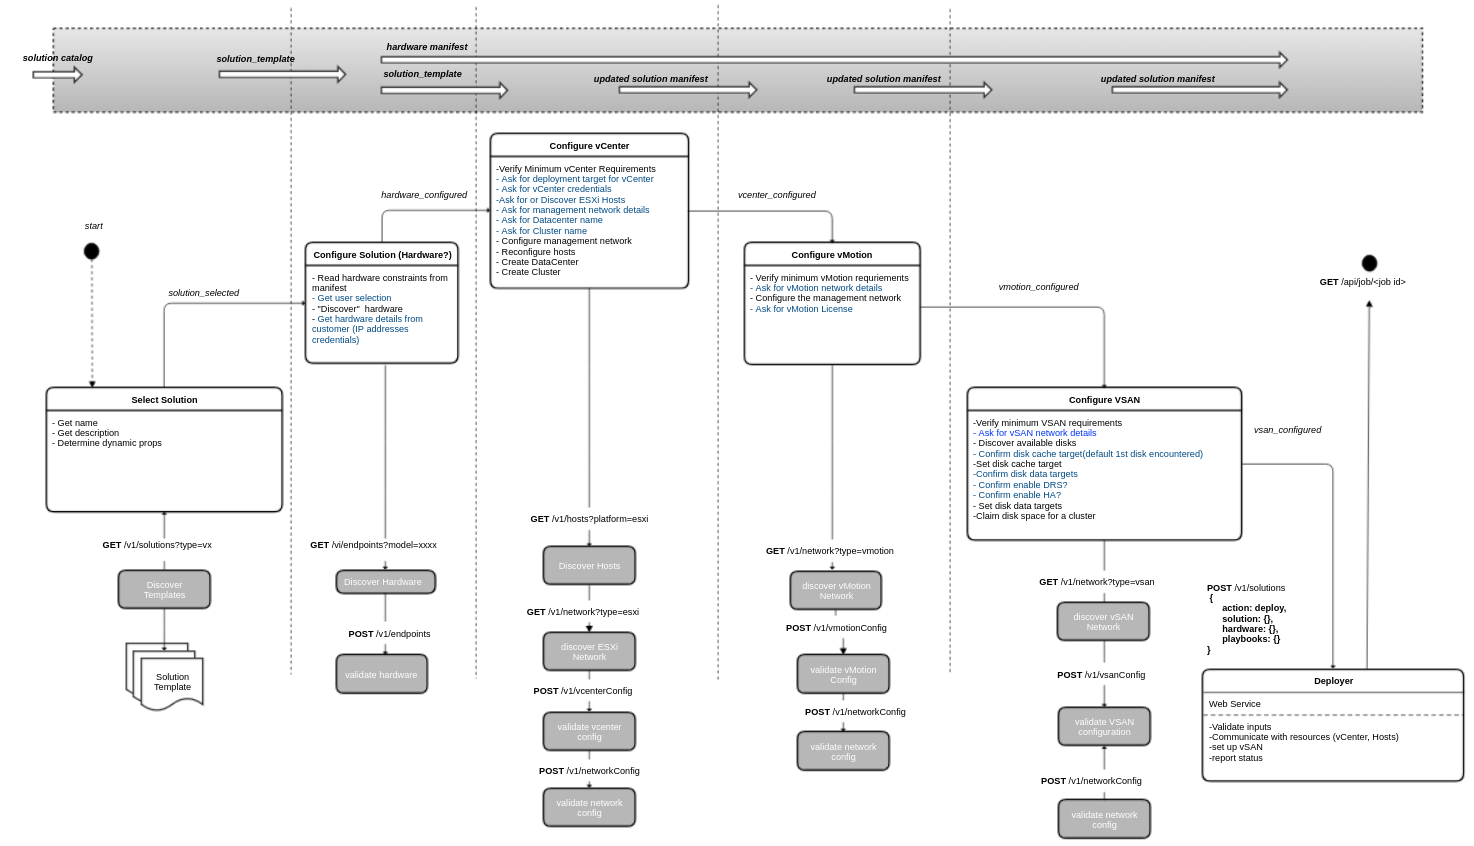 solution catalog
solution_template
hardware manifest
solution_template
updated solution manifest
updated solution manifest
updated solution manifest
start
solution_selected
Select Solution
- Get name
- Get description
- Determine dynamic props
GET /v1/solutions?type=vx
Discover
Templates
Solution
Template
hardware_configured
Configure Solution (Hardware?)
- Read hardware constraints from
manifest
- Get user selection
- "Discover"  hardware
- Get hardware details from
customer (IP addresses
credentials)
GET /vi/endpoints?model=xxxx
Discover Hardware
POST /v1/endpoints
validate hardware
Configure vCenter
-Verify Minimum vCenter Requirements
- Ask for deployment target for vCenter
- Ask for vCenter credentials
-Ask for or Discover ESXi Hosts
- Ask for management network details
- Ask for Datacenter name
- Ask for Cluster name
- Configure management network
- Reconfigure hosts
- Create DataCenter
- Create Cluster
GET /v1/hosts?platform=esxi
Discover Hosts
GET /v1/network?type=esxi
discover ESXi
Network
POST /v1/vcenterConfig
validate vcenter
config
POST /v1/networkConfig
validate network
config
vcenter_configured
Configure vMotion
- Verify minimum vMotion requriements
- Ask for vMotion network details
- Configure the management network
- Ask for vMotion License
GET /v1/network?type=vmotion
discover vMotion
Network
POST /v1/vmotionConfig
validate vMotion
Config
POST /v1/networkConfig
validate network
config
vmotion_configured
Configure VSAN
-Verify minimum VSAN requirements
- Ask for vSAN network details
- Discover available disks
- Confirm disk cache target(default 1st disk encountered)
-Set disk cache target
-Confirm disk data targets
- Confirm enable DRS?
- Confirm enable HA?
- Set disk data targets
-Claim disk space for a cluster
GET /v1/network?type=vsan
discover vSAN
Network
POST /v1/vsanConfig
validate VSAN
configuration
POST /v1/networkConfig
validate network
config
vsan_configured
GET /api/job/<job id>
POST /v1/solutions
{
action: deploy,
solution: {},
hardware: {},
playbooks: {}
}
Deployer
Web Service
-Validate inputs
-Communicate with resources (vCenter, Hosts)
-set up vSAN
-report status